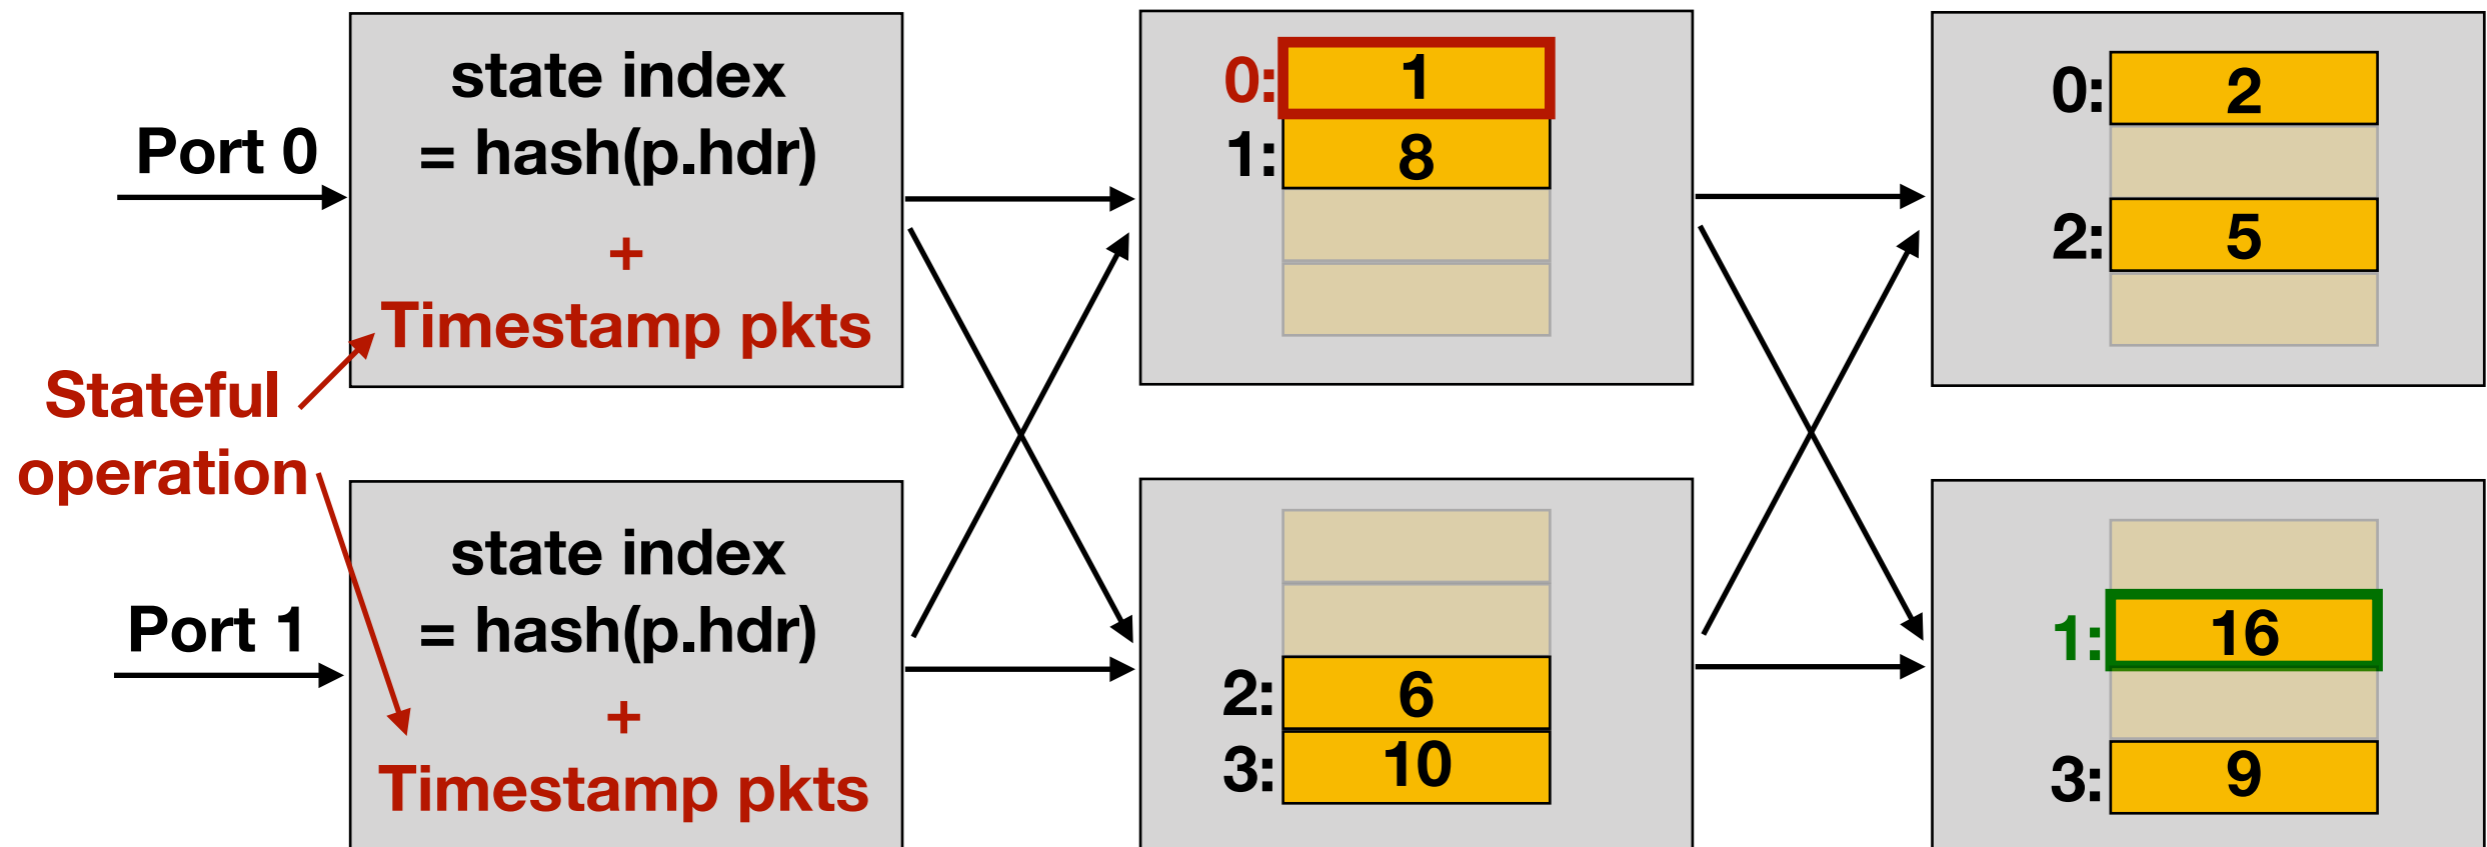 Port 0
state index
= hash(p.hdr)
+
Timestamp pkts
0: 1
1: 8
0: 2
2: 5
Stateful
operation
Port 1
state index
= hash(p.hdr)
+
Timestamp pkts
2: 6
3: 10
1: 16
3: 9